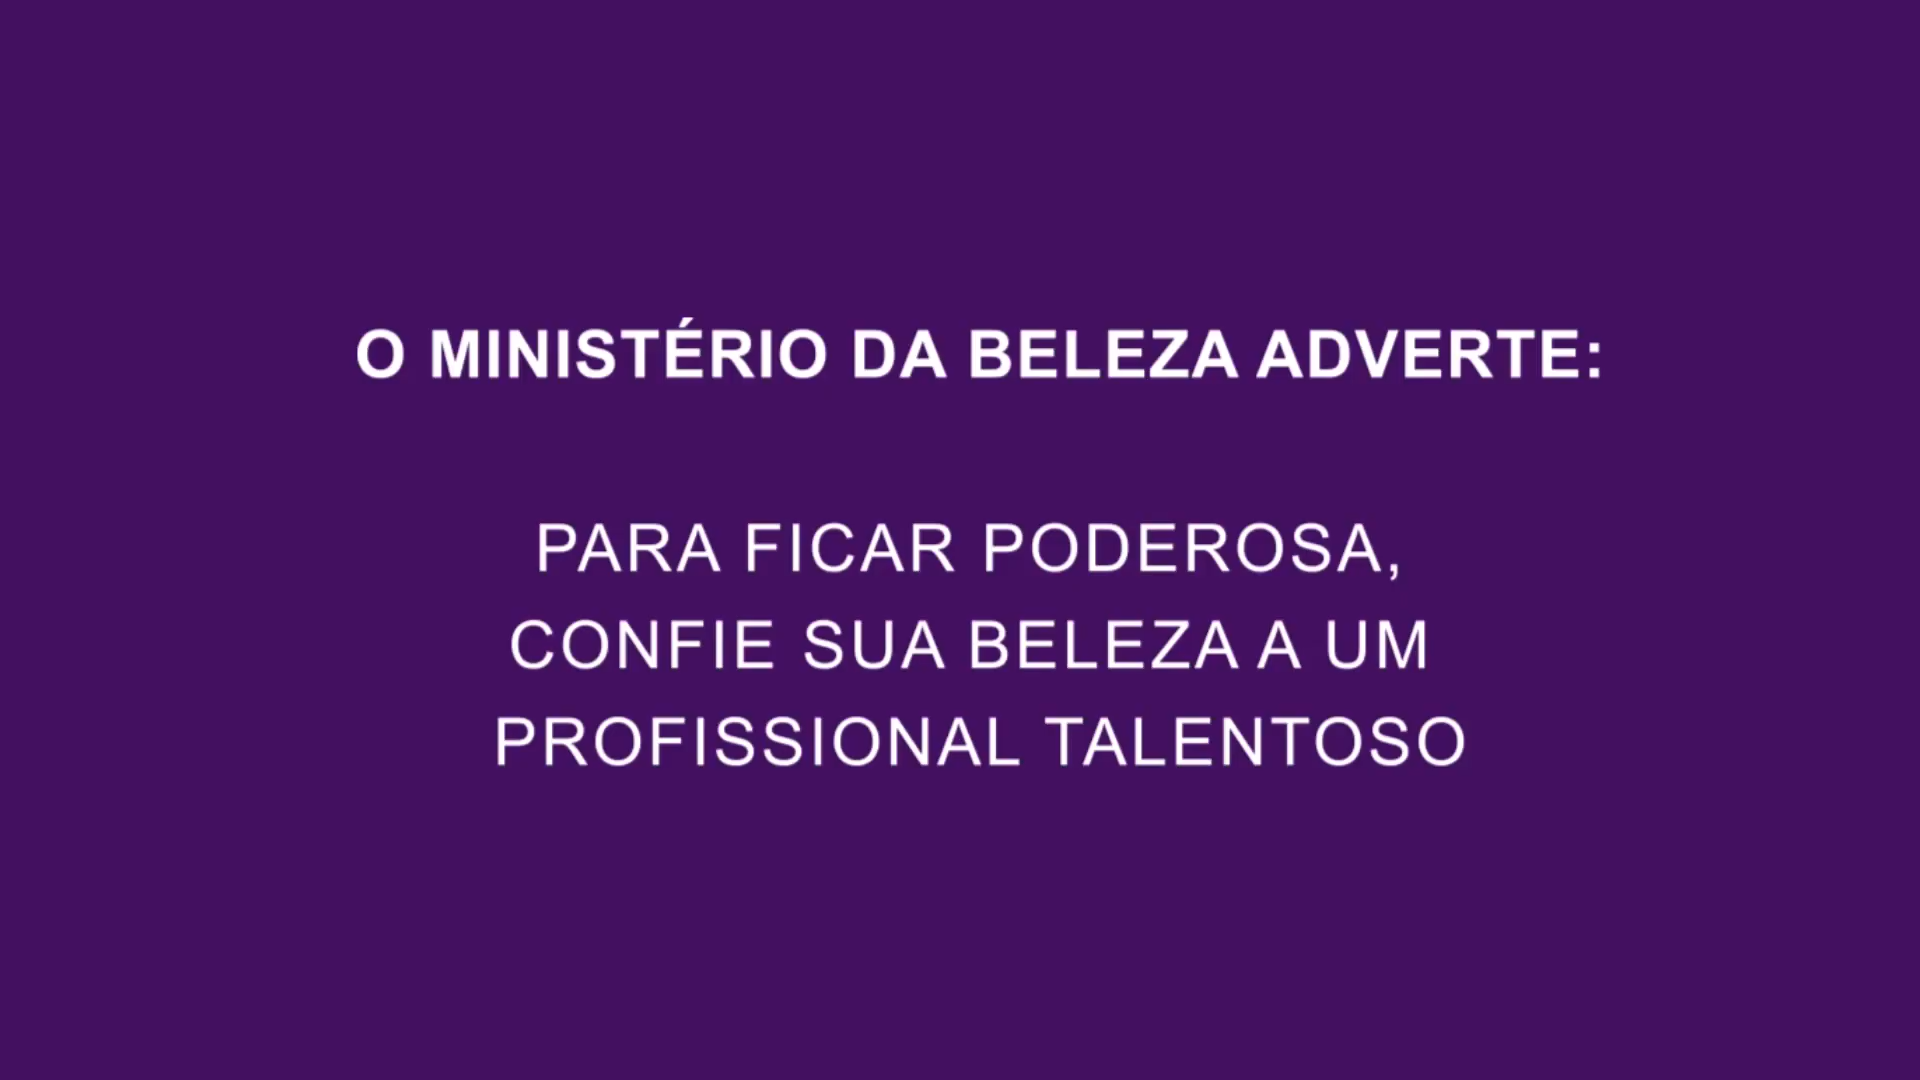 O MINISTÉRIO DA BELEZA ADVERTE:
PARA FICAR PODEROSA,
CONFIE SUA BELEZA A UM
PROFISSIONAL TALENTOSO